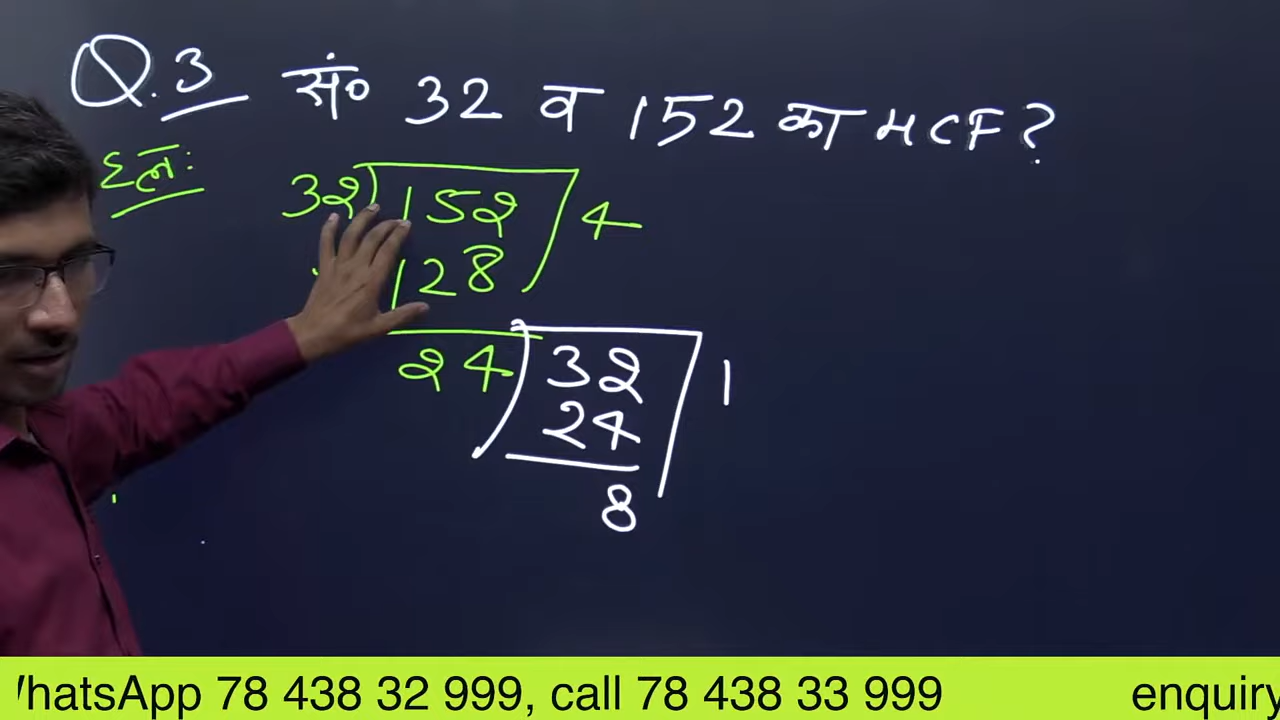 Q.3 सं० 32 व 152 का HCF?
हल:
32) 152 / 4
128
24) 32 / 1
24
8
WhatsApp 78 438 32 999, call 78 438 33 999 enquiry